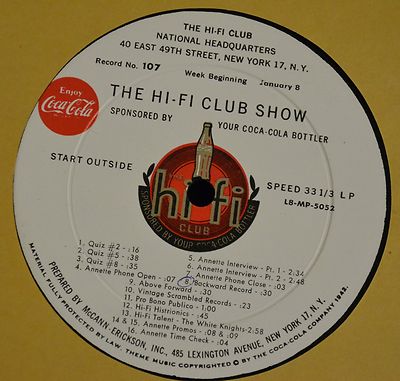 THE HI-FI CLUB
NATIONAL HEADQUARTERS
40 EAST 49TH STREET, NEW YORK 17, N.Y.
Record No. 107 Week Beginning January 8
Enjoy
Coca-Cola
THE HI-FI CLUB SHOW
SPONSORED BY YOUR COCA-COLA BOTTLER
START OUTSIDE
SPEED 33 1/3 LP
L8-MP-5052
hi fi
CLUB
SPONSORED BY YOUR COCA-COLA BOTTLER
1. Quiz #2 - :16
2. Quiz #5 - :38
3. Quiz #8 - :35
4. Annette Phone Open - :07
5. Annette Interview - Pt. 1 - 2:34
6. Annette Interview - Pt. 2 - 2:48
7. Annette Phone Close - :03
8. Backward Record - :30
9. Above Forward - :30
10. Vintage Scrambled Records - :23
11. Pro Bono Publico - 1:00
12. Hi-Fi Histrionics - :45
13. Hi-Fi Talent - The White Knights - 2:58
14 & 15. Annette Promos - :08 & :09
16. Annette Time Check - :04
PREPARED BY McCANN-ERICKSON, INC., 485 LEXINGTON AVENUE, NEW YORK 17, N.Y.
MATERIAL FULLY PROTECTED BY LAW. THEME MUSIC COPYRIGHTED © BY THE COCA-COLA COMPANY